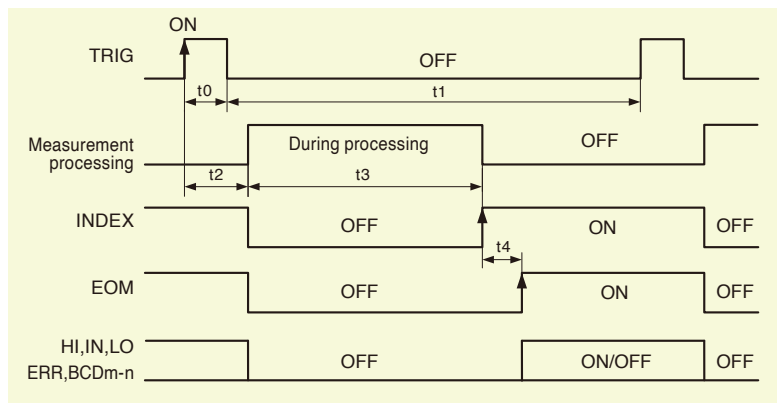 ON
TRIG
OFF
t0
t1
Measurement
processing
During processing
OFF
t2
t3
INDEX
OFF
ON
OFF
t4
EOM
OFF
ON
OFF
HI,IN,LO
ERR,BCDm-n
OFF
ON/OFF
OFF